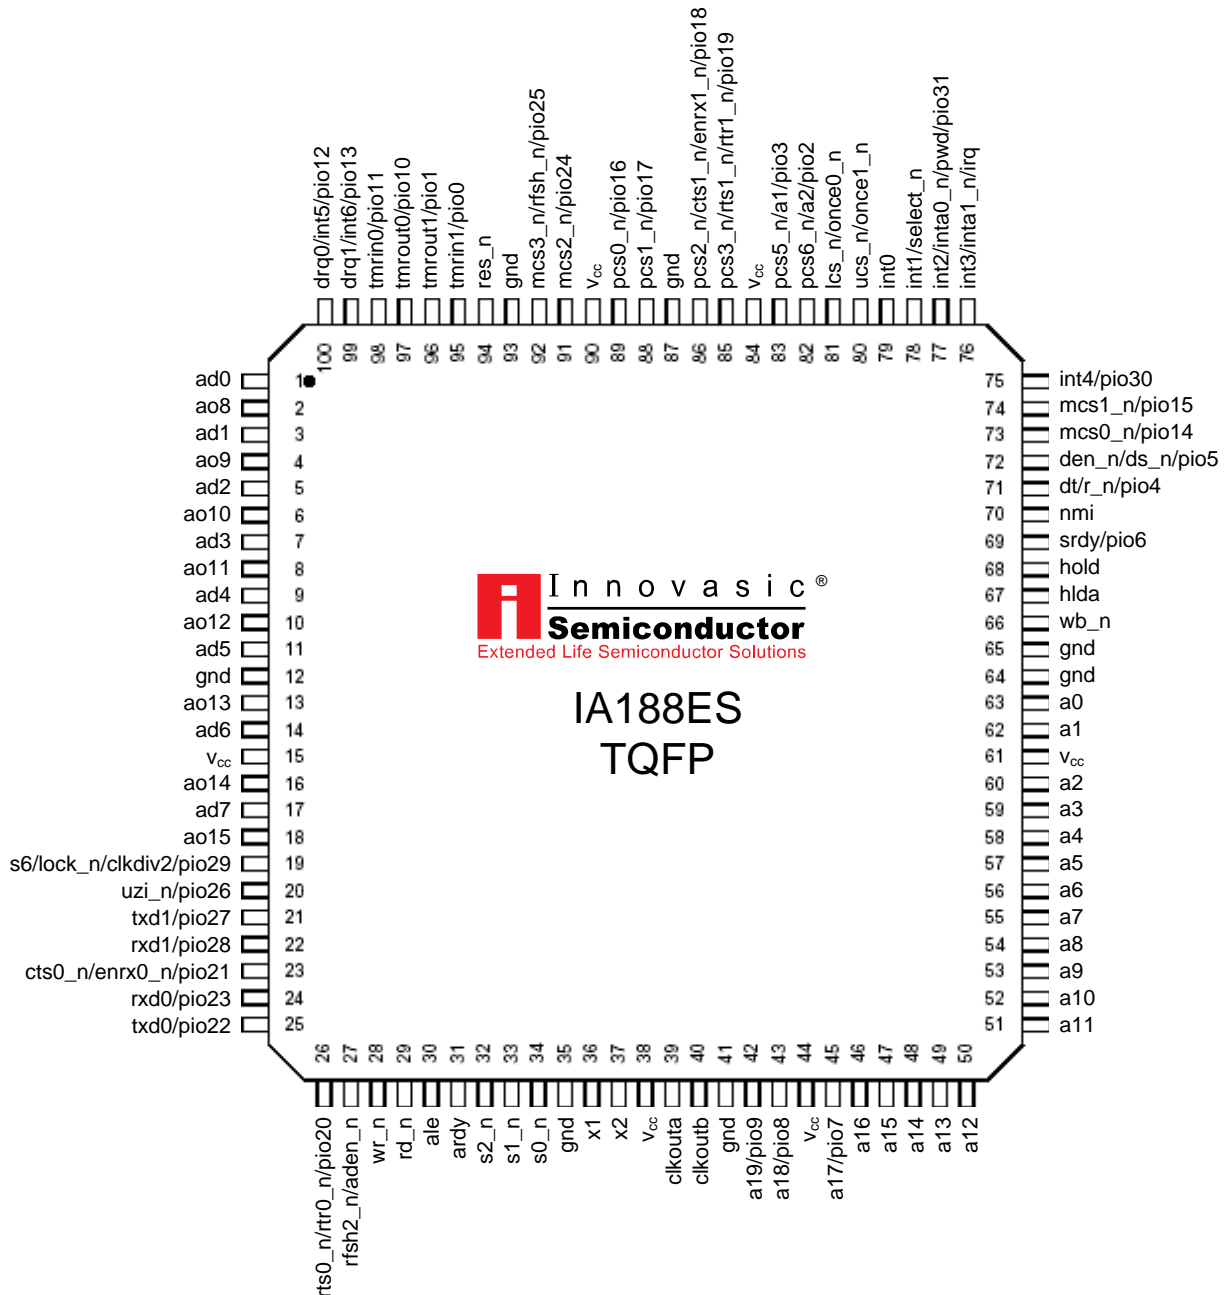 drq0/int5/pio12
drq1/int6/pio13
tmrin0/pio11
tmrout0/pio10
tmrout1/pio1
tmrin1/pio0
res_n
gnd
mcs3_n/rfsh_n/pio25
mcs2_n/pio24
vcc
pcs0_n/pio16
pcs1_n/pio17
gnd
pcs2_n/cts1_n/enrx1_n/pio18
pcs3_n/rts1_n/rtr1_n/pio19
vcc
pcs5_n/a1/pio3
pcs6_n/a2/pio2
lcs_n/once0_n
ucs_n/once1_n
int0
int1/select_n
int2/inta0_n/pwd/pio31
int3/inta1_n/irq
100 99 98 97 96 95 94 93 92 91 90 89 88 87 86 85 84 83 82 81 80 79 78 77 76
ad0 1 75 int4/pio30
ao8 2 74 mcs1_n/pio15
ad1 3 73 mcs0_n/pio14
ao9 4 72 den_n/ds_n/pio5
ad2 5 71 dt/r_n/pio4
ao10 6 70 nmi
ad3 7 69 srdy/pio6
ao11 8 68 hold
ad4 9 67 hlda
ao12 10 66 wb_n
ad5 11 65 gnd
gnd 12 64 gnd
ao13 13 63 a0
ad6 14 62 a1
vcc 15 61 vcc
ao14 16 60 a2
ad7 17 59 a3
ao15 18 58 a4
s6/lock_n/clkdiv2/pio29 19 57 a5
uzi_n/pio26 20 56 a6
txd1/pio27 21 55 a7
rxd1/pio28 22 54 a8
cts0_n/enrx0_n/pio21 23 53 a9
rxd0/pio23 24 52 a10
txd0/pio22 25 51 a11
i Innovasic®
Semiconductor
Extended Life Semiconductor Solutions
IA188ES
TQFP
26 27 28 29 30 31 32 33 34 35 36 37 38 39 40 41 42 43 44 45 46 47 48 49 50
rts0_n/rtr0_n/pio20
rfsh2_n/aden_n
wr_n
rd_n
ale
ardy
s2_n
s1_n
s0_n
gnd
x1
x2
vcc
clkouta
clkoutb
gnd
a19/pio9
a18/pio8
vcc
a17/pio7
a16
a15
a14
a13
a12